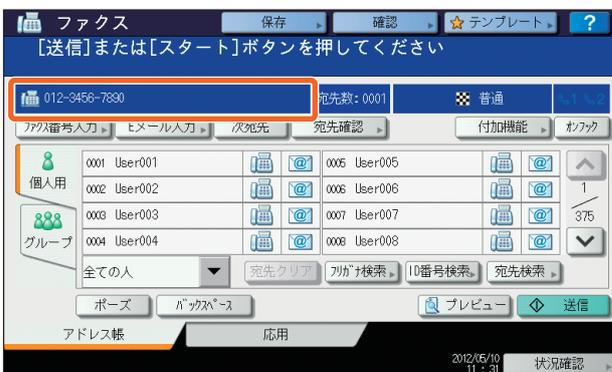 ファクス 保存 確認 テンプレート ?
[送信]または[スタート]ボタンを押してください
012-3456-7890 宛先数:0001 普通 1 2
ファクス番号入力 Eメール入力 次宛先 宛先確認 付加機能 オンフック
個人用
グループ
0001 User001 0005 User005
0002 User002 0006 User006
0003 User003 0007 User007
0004 User004 0008 User008
1
375
全ての人 宛先クリア フリガナ検索 ID番号検索 宛先検索
ポーズ バックスペース プレビュー 送信
アドレス帳 応用
2012/05/10
11 : 31 状況確認